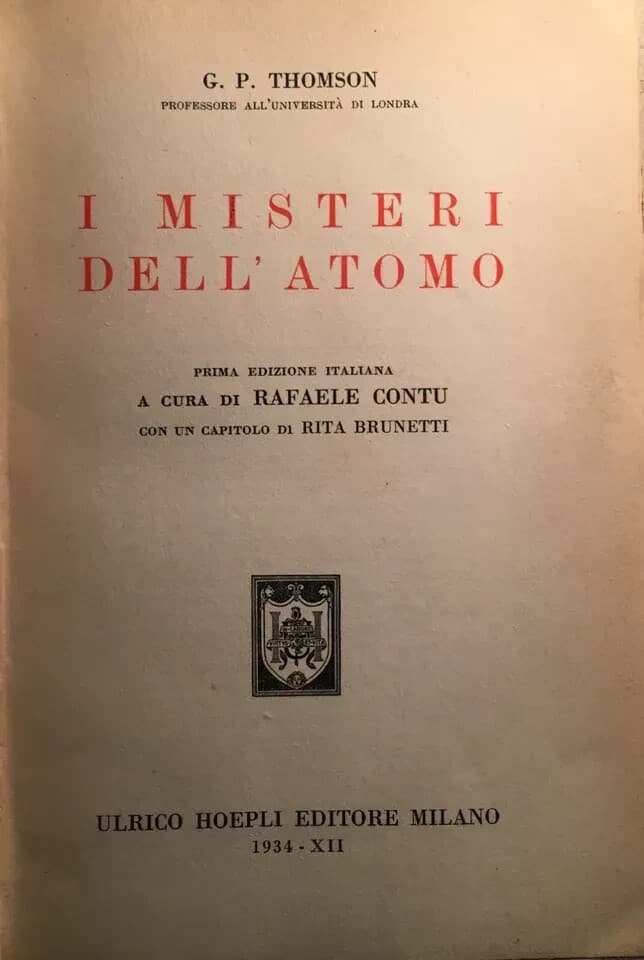 G. P. THOMSON
PROFESSORE ALL'UNIVERSITÀ DI LONDRA
I MISTERI
DELL'ATOMO
PRIMA EDIZIONE ITALIANA
A CURA DI RAFAELE CONTU
CON UN CAPITOLO DI RITA BRUNETTI
ULRICO HOEPLI EDITORE MILANO
1934 - XII